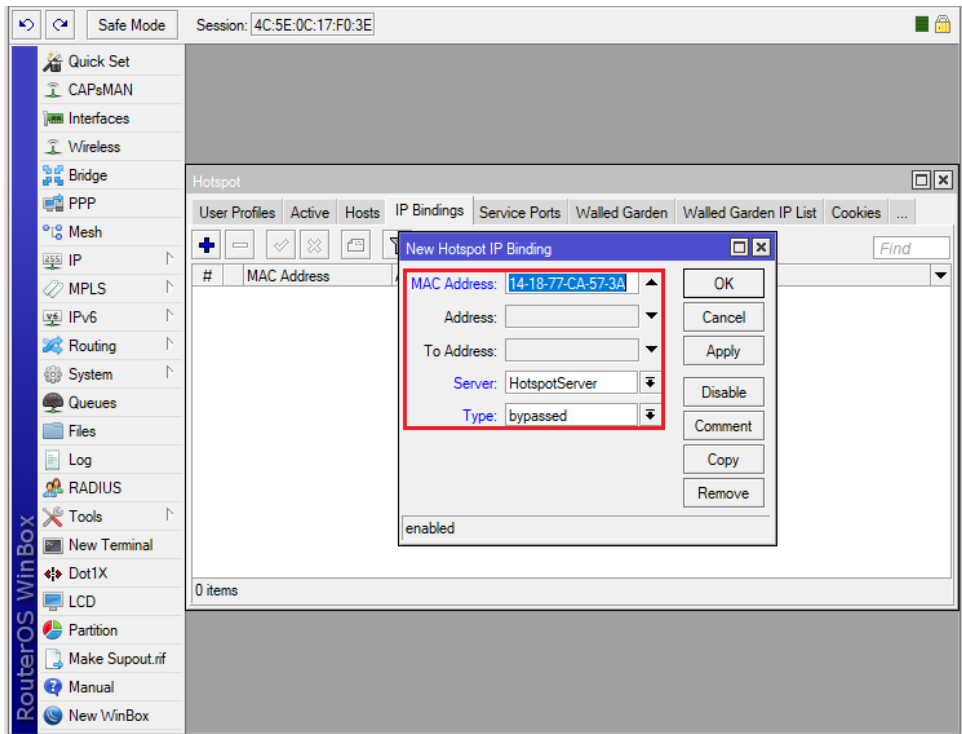 Safe Mode
Session: 4C:5E:0C:17:F0:3E
Quick Set
CAPsMAN
Interfaces
Wireless
Bridge
PPP
Mesh
255 IP
MPLS
v6 IPv6
Routing
System
Queues
Files
Log
RADIUS
Tools
New Terminal
Dot1X
LCD
Partition
Make Supout.rif
Manual
New WinBox
RouterOS WinBox
Hotspot
User Profiles Active Hosts IP Bindings Service Ports Walled Garden Walled Garden IP List Cookies ...
Find
# MAC Address
0 items
New Hotspot IP Binding
MAC Address: 14-18-77-CA-57-3A
Address:
To Address:
Server: HotspotServer
Type: bypassed
OK
Cancel
Apply
Disable
Comment
Copy
Remove
enabled